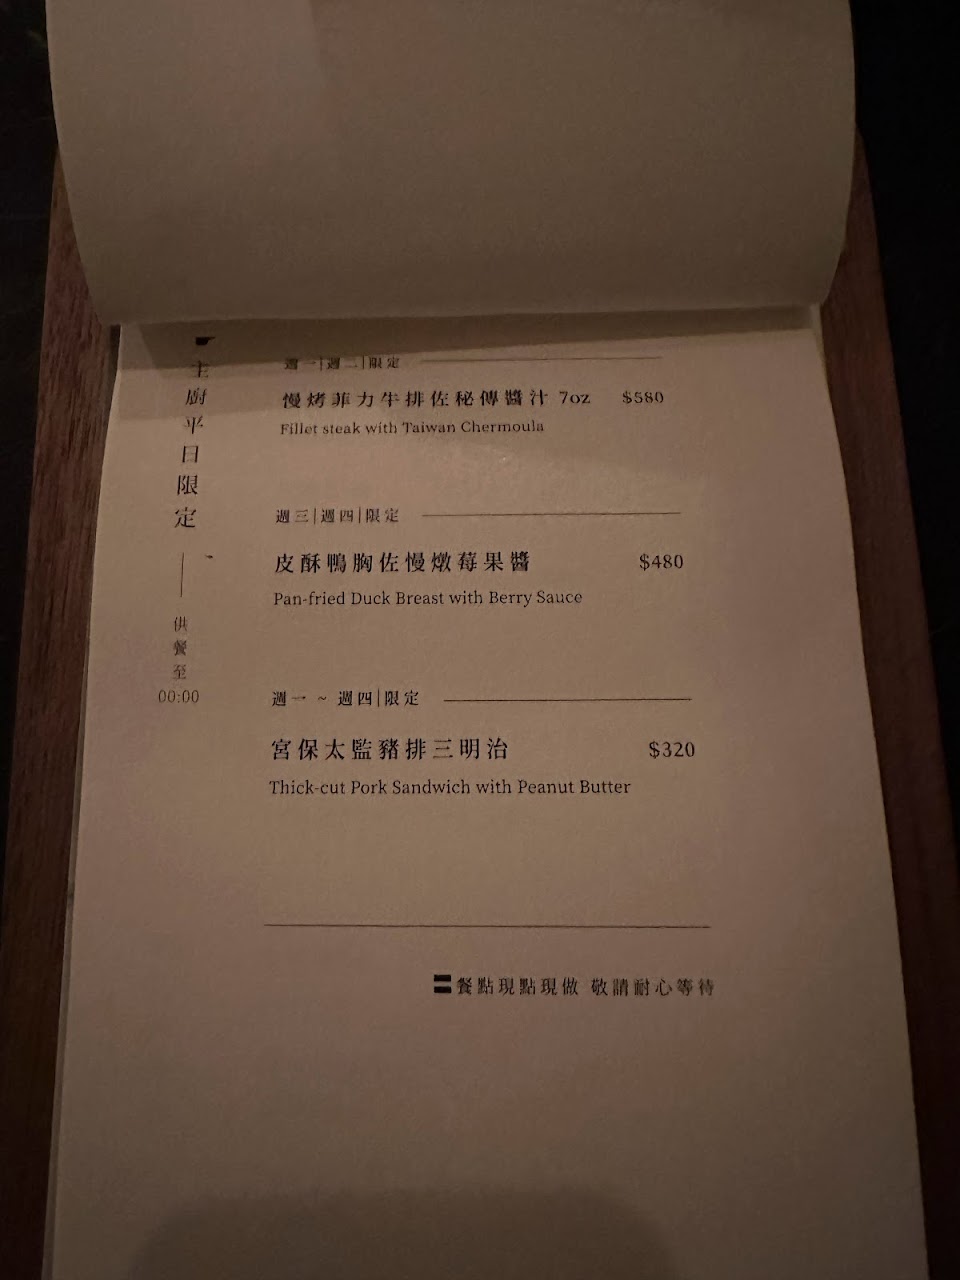 主廚平日限定
供餐至
00:00
週一|週二|限定
慢烤菲力牛排佐秘傳醬汁 7oz $580
Fillet steak with Taiwan Chermoula
週三|週四|限定
皮酥鴨胸佐慢燉莓果醬 $480
Pan-fried Duck Breast with Berry Sauce
週一 ~ 週四|限定
宮保太監豬排三明治 $320
Thick-cut Pork Sandwich with Peanut Butter
餐點現點現做 敬請耐心等待